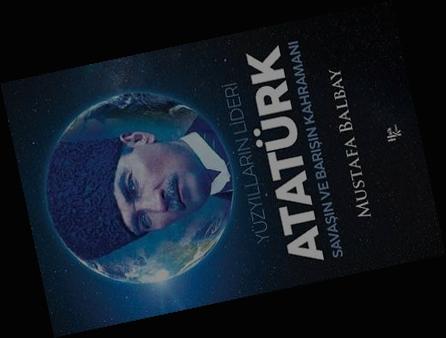 YÜZYILLARIN LİDERİ
ATATÜRK
SAVAŞIN VE BARIŞIN KAHRAMANI
MUSTAFA BALBAY